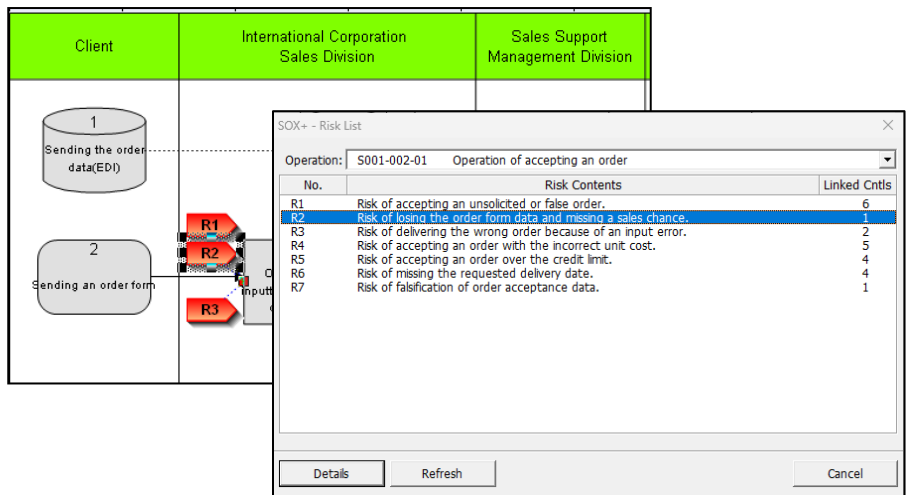 Client
International Corporation
Sales Division
Sales Support
Management Division
1
Sending the order
data(EDI)
R1
R2
2
Sending an order form
R3
SOX+ - Risk List
Operation: S001-002-01 Operation of accepting an order
No. Risk Contents Linked Cntls
R1 Risk of accepting an unsolicited or false order. 6
R2 Risk of losing the order form data and missing a sales chance. 1
R3 Risk of delivering the wrong order because of an input error. 2
R4 Risk of accepting an order with the incorrect unit cost. 5
R5 Risk of accepting an order over the credit limit. 4
R6 Risk of missing the requested delivery date. 4
R7 Risk of falsification of order acceptance data. 1
Details Refresh Cancel